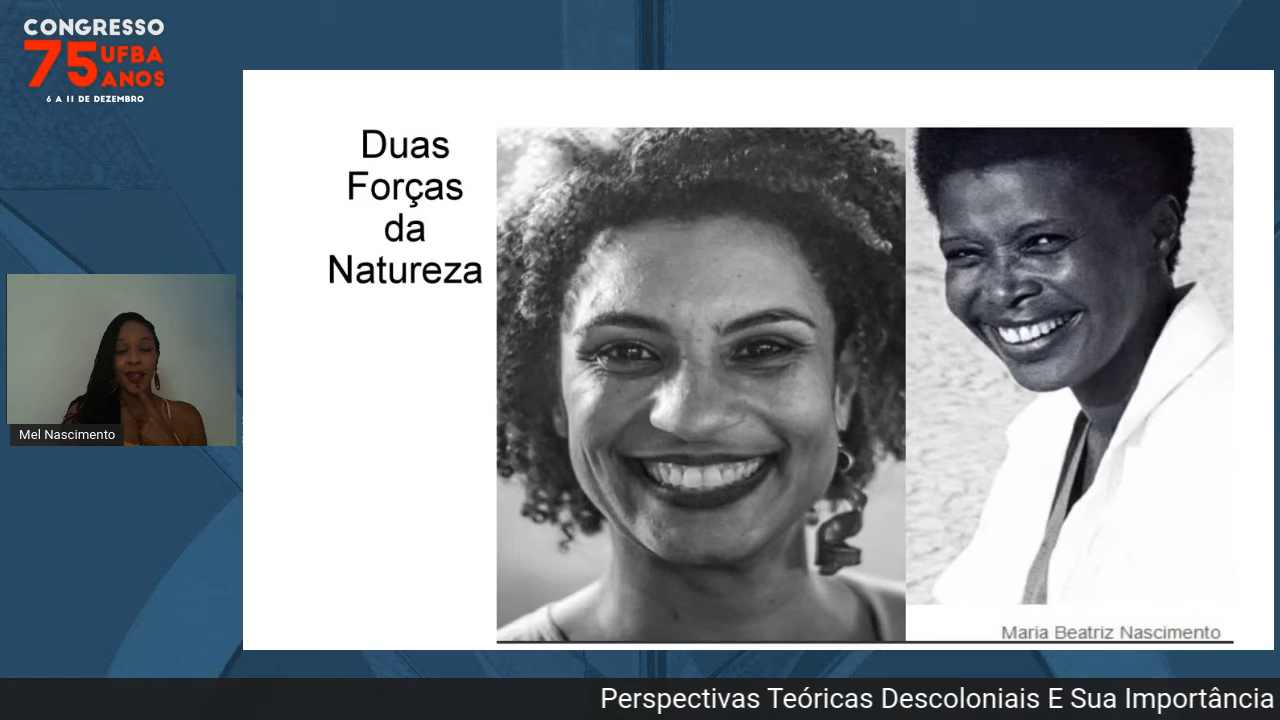 CONGRESSO
75 UFBA
ANOS
6 A 11 DE DEZEMBRO
Duas
Forças
da
Natureza
Mel Nascimento
Maria Beatriz Nascimento
Perspectivas Teóricas Descoloniais E Sua Importância